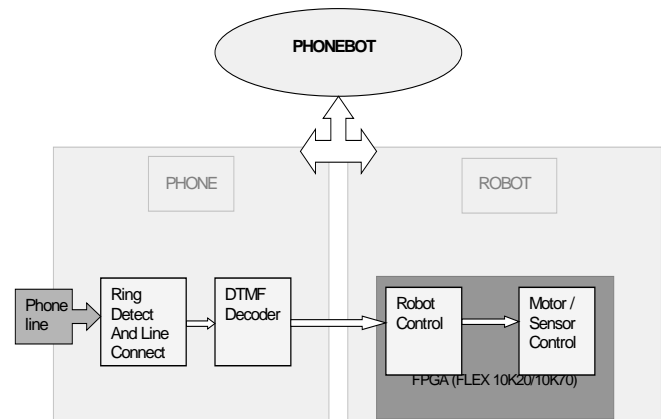 PHONEBOT
PHONE
ROBOT
Phone
line
Ring
Detect
And Line
Connect
DTMF
Decoder
Robot
Control
Motor /
Sensor
Control
FPGA (FLEX 10K20/10K70)